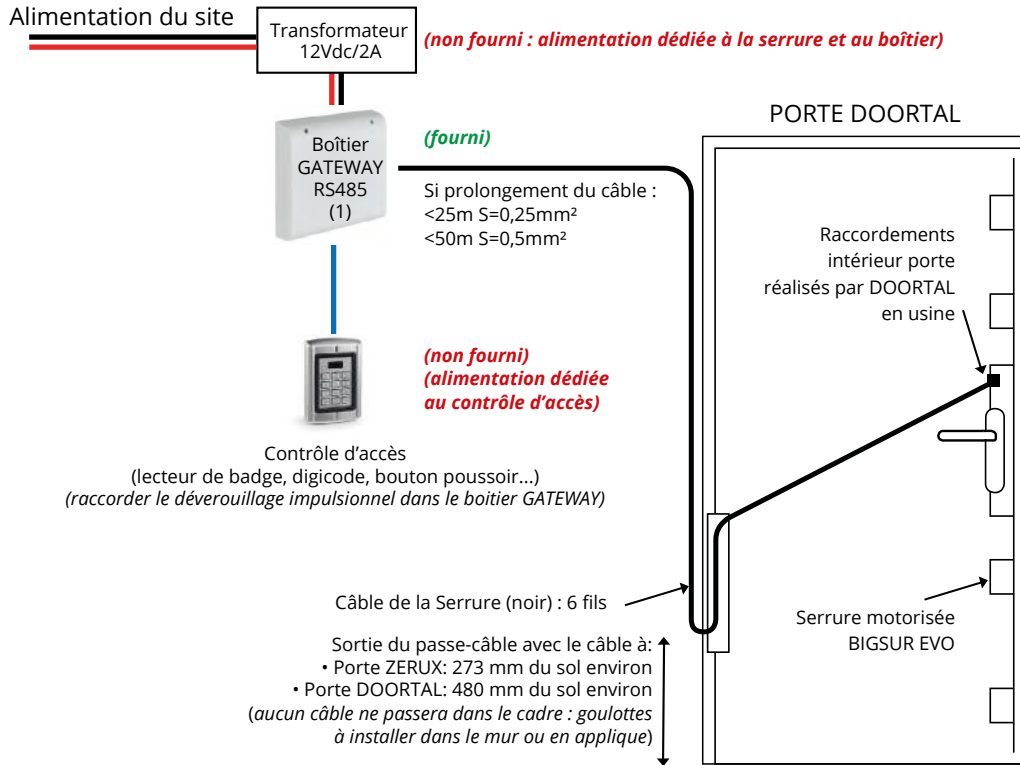 Alimentation du site
Transformateur
12Vdc/2A
(non fourni : alimentation dédiée à la serrure et au boîtier)
PORTE DOORTAL
Boîtier
GATEWAY
RS485
(1)
(fourni)
Si prolongement du câble :
<25m S=0,25mm²
<50m S=0,5mm²
Raccordements
intérieur porte
réalisés par DOORTAL
en usine
(non fourni)
(alimentation dédiée
au contrôle d'accès)
Contrôle d'accès
(lecteur de badge, digicode, bouton poussoir...)
(raccorder le déverouillage impulsionnel dans le boitier GATEWAY)
Câble de la Serrure (noir) : 6 fils
Serrure motorisée
BIGSUR EVO
Sortie du passe-câble avec le câble à:
• Porte ZERUX: 273 mm du sol environ
• Porte DOORTAL: 480 mm du sol environ
(aucun câble ne passera dans le cadre : goulottes
à installer dans le mur ou en applique)